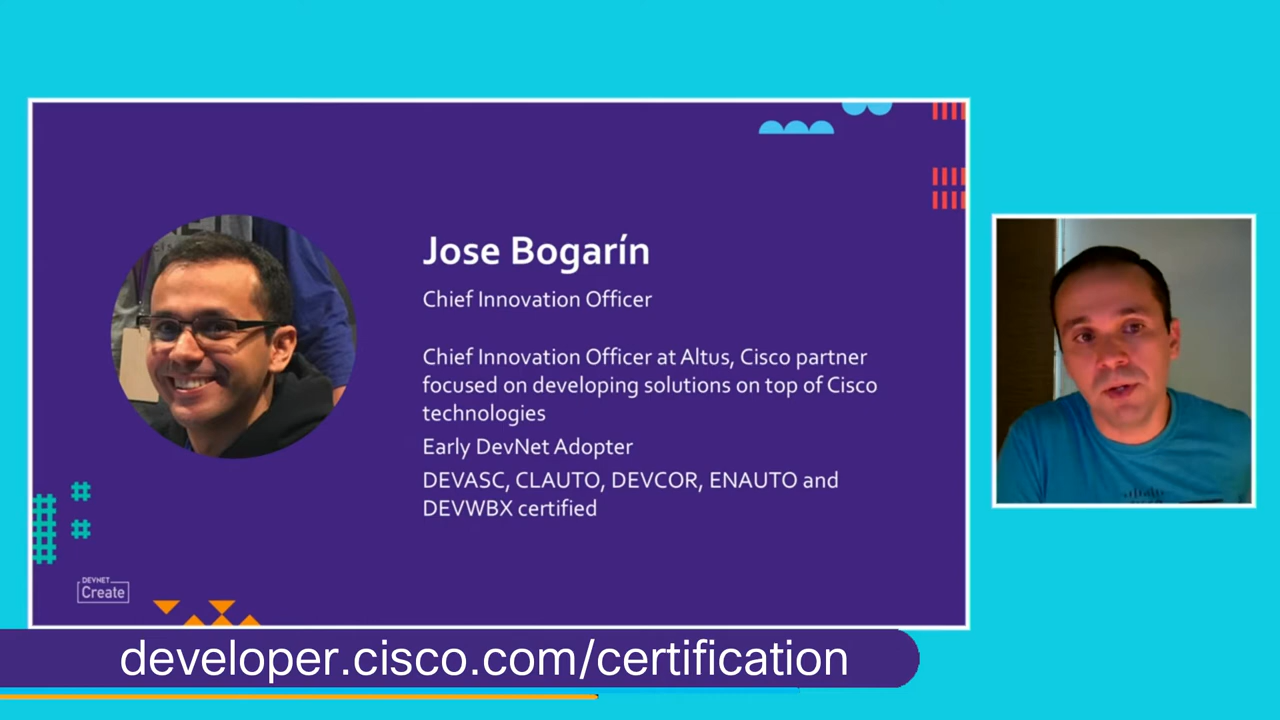 Jose Bogarín
Chief Innovation Officer
Chief Innovation Officer at Altus, Cisco partner
focused on developing solutions on top of Cisco
technologies
Early DevNet Adopter
DEVASC, CLAUTO, DEVCOR, ENAUTO and
DEVWBX certified
DEVNET
Create
developer.cisco.com/certification